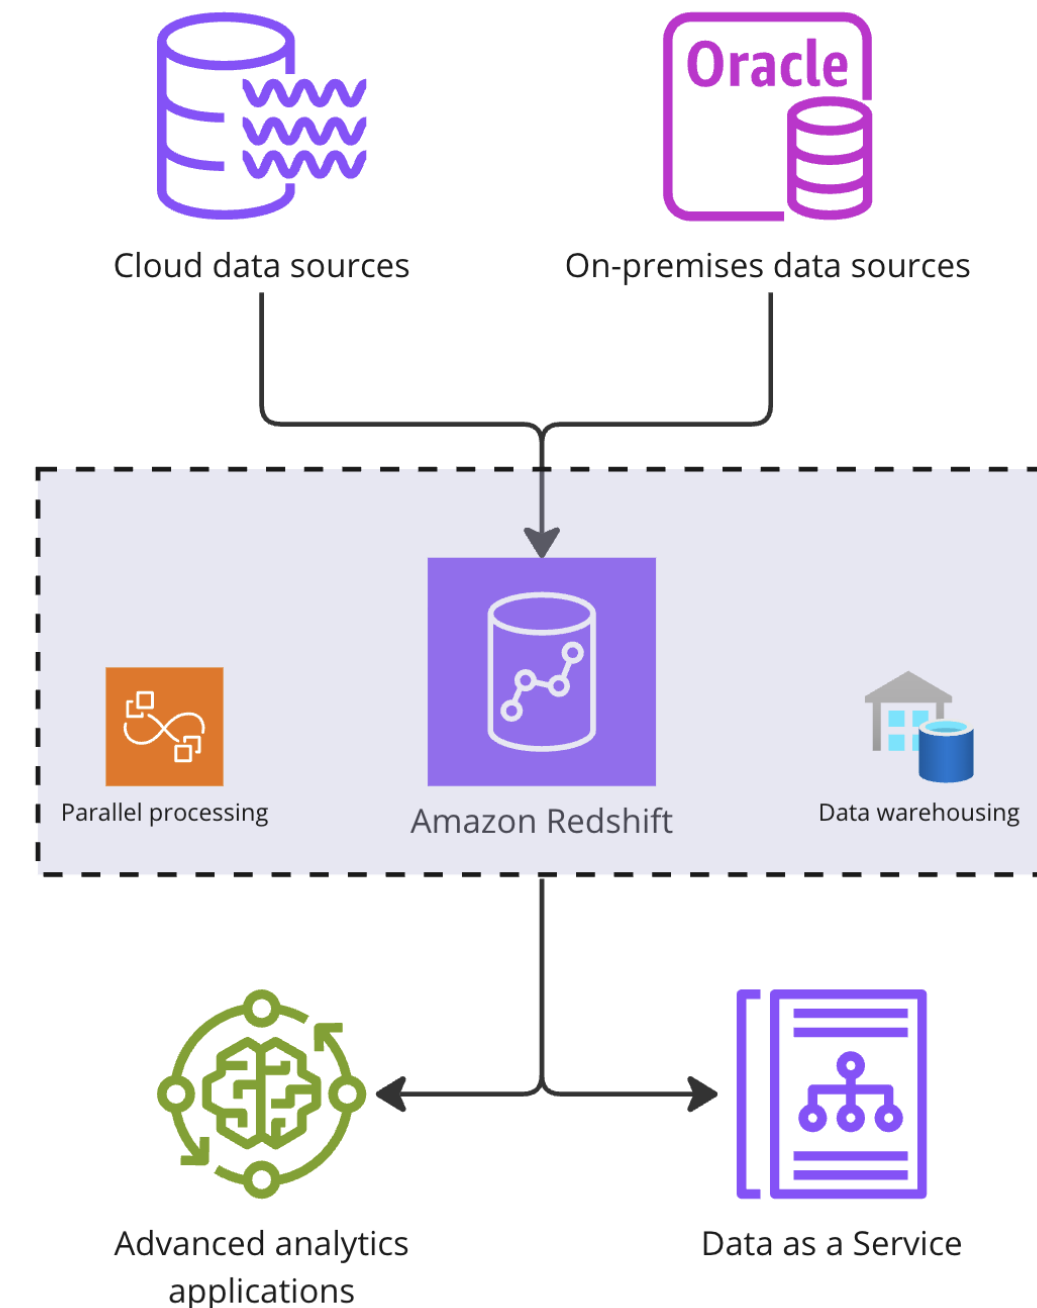 Oracle
Cloud data sources
On-premises data sources
Parallel processing
Amazon Redshift
Data warehousing
Advanced analytics
applications
Data as a Service